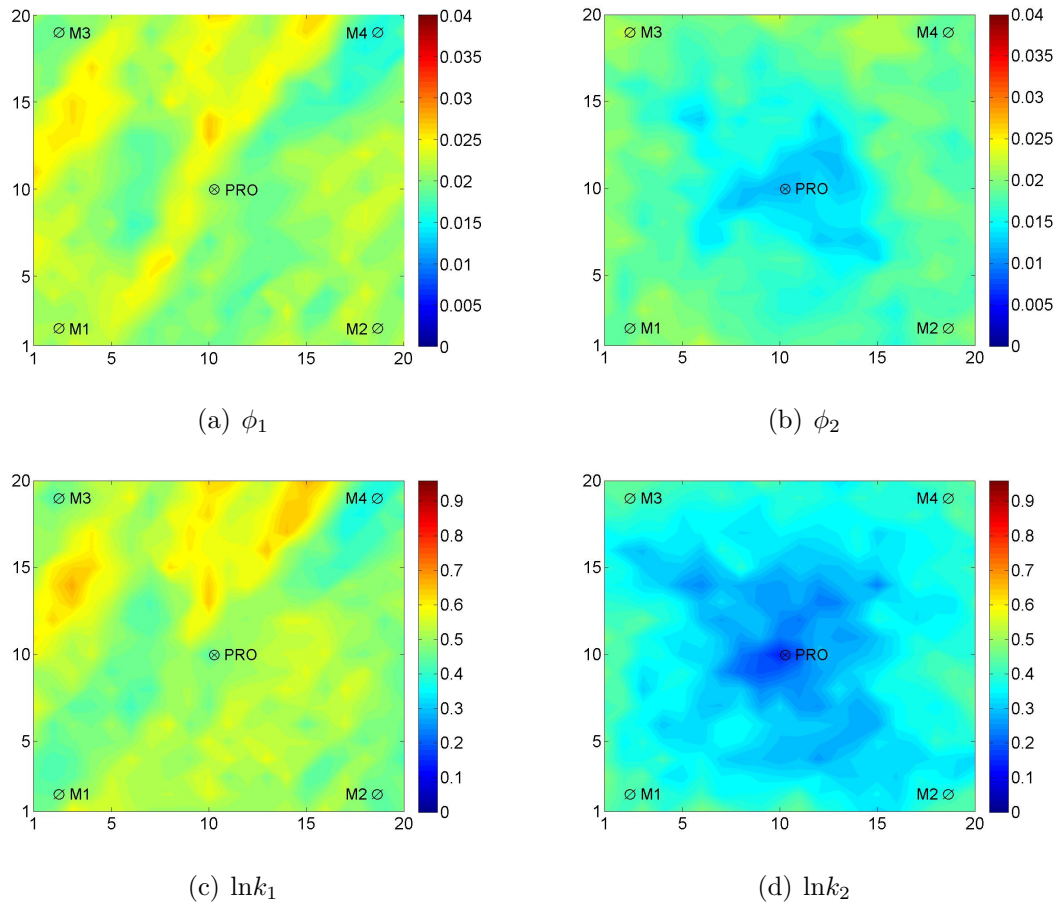 20
15
10
5
1
1 5 10 15 20
M3
M4
PRO
M1
M2
0.04
0.035
0.03
0.025
0.02
0.015
0.01
0.005
0
(a) ϕ₁
20
15
10
5
1
1 5 10 15 20
M3
M4
PRO
M1
M2
0.04
0.035
0.03
0.025
0.02
0.015
0.01
0.005
0
(b) ϕ₂
20
15
10
5
1
1 5 10 15 20
M3
M4
PRO
M1
M2
0.9
0.8
0.7
0.6
0.5
0.4
0.3
0.2
0.1
0
(c) lnk₁
20
15
10
5
1
1 5 10 15 20
M3
M4
PRO
M1
M2
0.9
0.8
0.7
0.6
0.5
0.4
0.3
0.2
0.1
0
(d) lnk₂